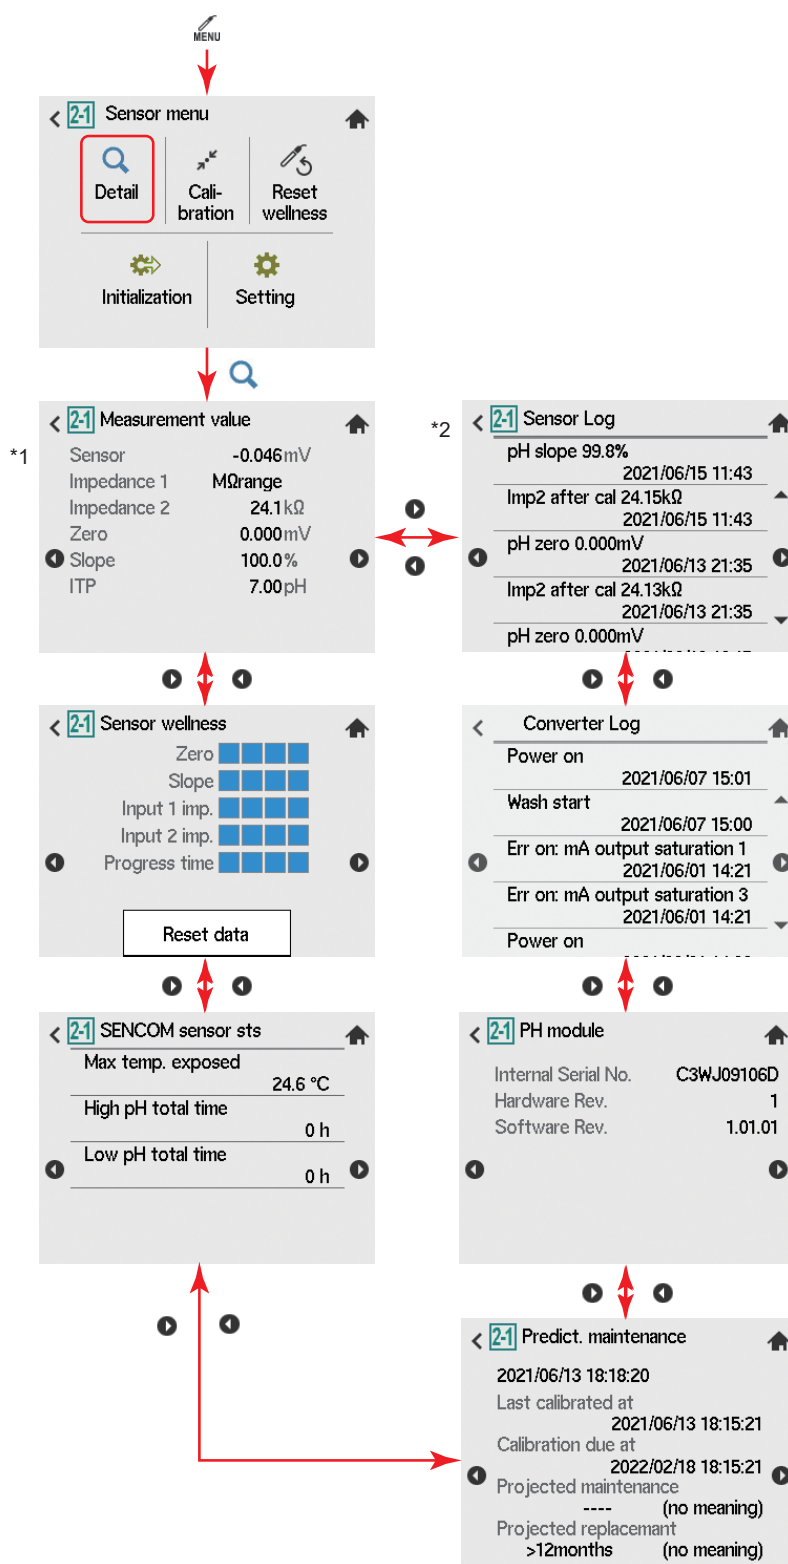 MENU
2-1 Sensor menu
Detail
Cali-
bration
Reset
wellness
Initialization
Setting
*1
2-1 Measurement value
Sensor -0.046mV
Impedance 1 MΩrange
Impedance 2 24.1kΩ
Zero 0.000mV
Slope 100.0%
ITP 7.00pH
*2
2-1 Sensor Log
pH slope 99.8%
2021/06/15 11:43
Imp2 after cal 24.15kΩ
2021/06/15 11:43
pH zero 0.000mV
2021/06/13 21:35
Imp2 after cal 24.13kΩ
2021/06/13 21:35
pH zero 0.000mV
2-1 Sensor wellness
Zero
Slope
Input 1 imp.
Input 2 imp.
Progress time
Reset data
Converter Log
Power on
2021/06/07 15:01
Wash start
2021/06/07 15:00
Err on: mA output saturation 1
2021/06/01 14:21
Err on: mA output saturation 3
2021/06/01 14:21
Power on
2-1 SENCOM sensor sts
Max temp. exposed
24.6 °C
High pH total time
0 h
Low pH total time
0 h
2-1 PH module
Internal Serial No. C3WJ09106D
Hardware Rev. 1
Software Rev. 1.01.01
2-1 Predict. maintenance
2021/06/13 18:18:20
Last calibrated at
2021/06/13 18:15:21
Calibration due at
2022/02/18 18:15:21
Projected maintenance
---- (no meaning)
Projected replacemant
>12months (no meaning)